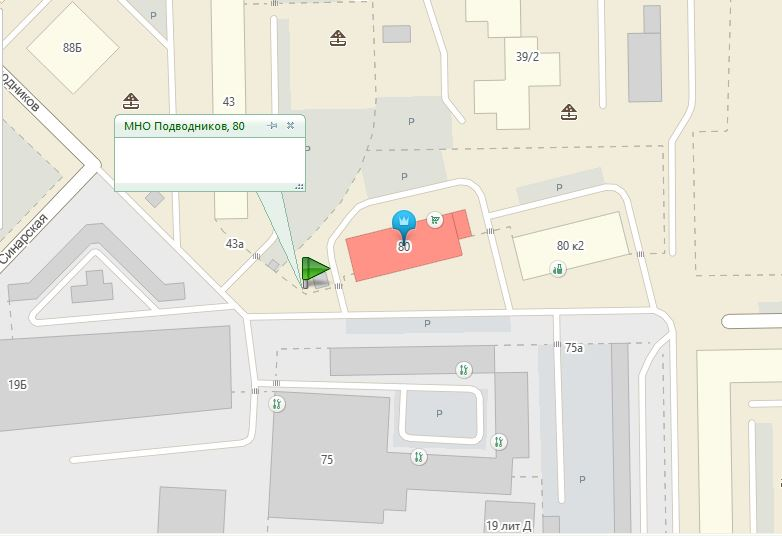 88Б
Р
39/2
одников
43
МНО Подводников, 80
Р
Р
Р
Синарская
43а
80
80 к2
Р
75а
19Б
Р
75
Р
19 лит Д